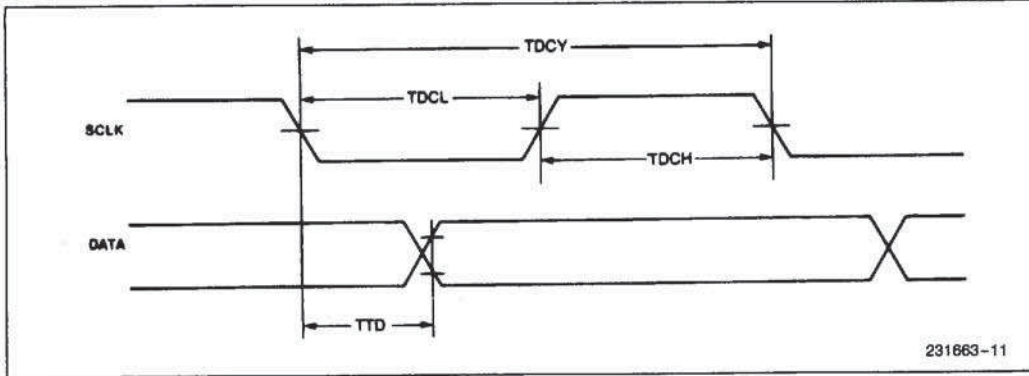 TDCY
TDCL
SCLK
TDCH
DATA
TTD
231663-11